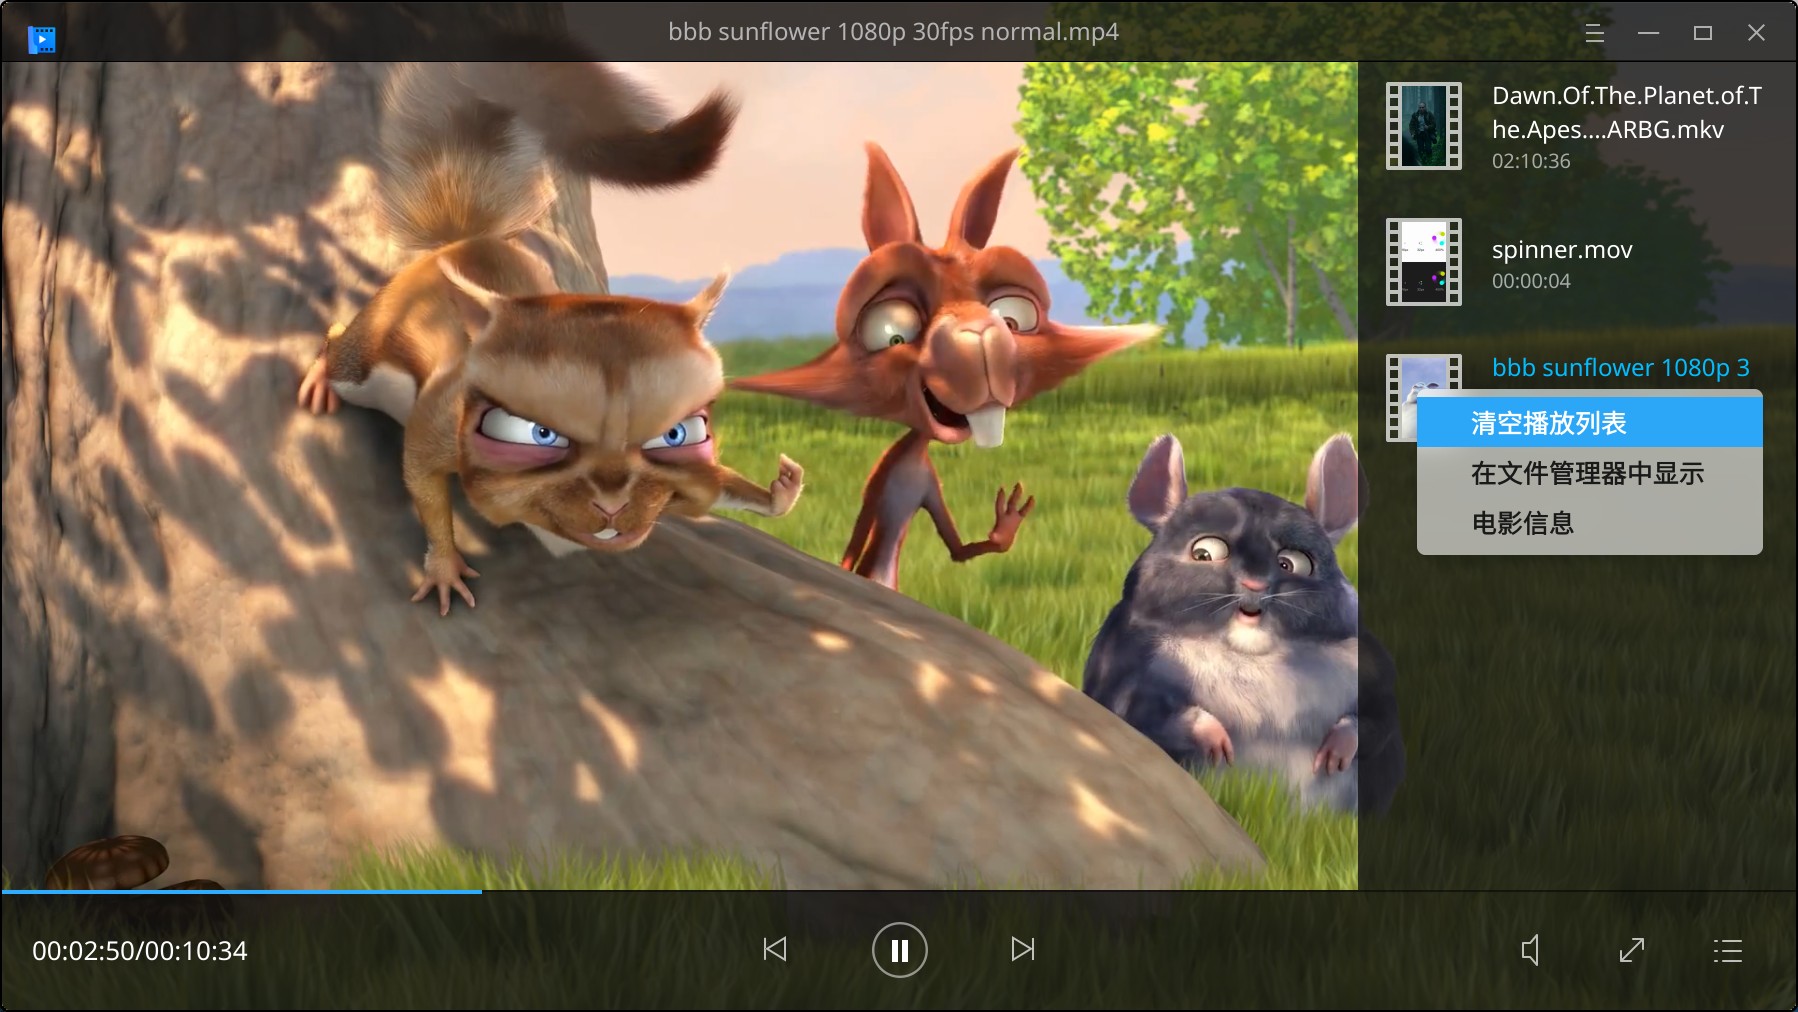 bbb sunflower 1080p 30fps normal.mp4
Dawn.Of.The.Planet.of.T
he.Apes....ARBG.mkv
02:10:36
spinner.mov
00:00:04
bbb sunflower 1080p 3
清空播放列表
在文件管理器中显示
电影信息
00:02:50/00:10:34